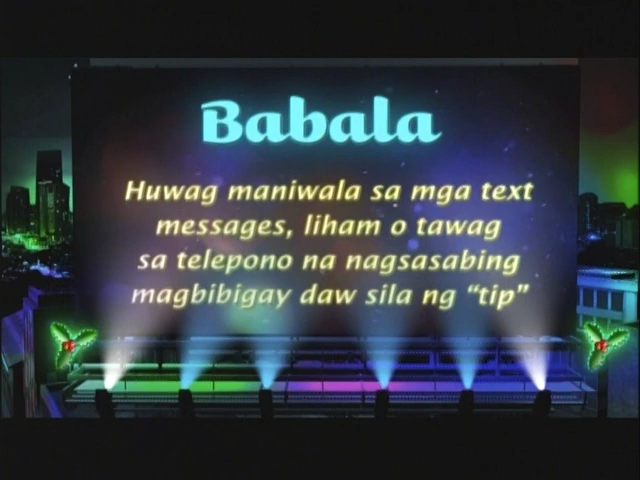 Babala
Huwag maniwala sa mga text
messages, liham o tawag
sa telepono na nagsasabing
magbibigay daw sila ng “tip”